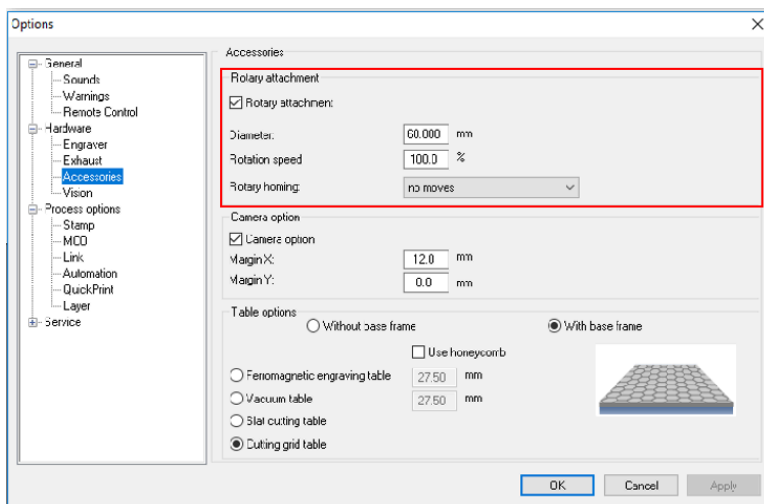 Options
General
Sounds
Warnings
Remote Control
Hardware
Engraver
Exhaust
Accessories
Vision
Process options
Stamp
MCO
Link
Automation
QuickPrint
Layer
Service
Accessories
Rotary attachment
Rotary attachment
Diameter: 60.000 mm
Rotation speed 100.0 %
Rotary homing: no moves
Camera option
Camera option
Margin X: 12.0 mm
Margin Y: 0.0 mm
Table options
Without base frame With base frame
Use honeycomb
Ferromagnetic engraving table 27.50 mm
Vacuum table 27.50 mm
Slat cutting table
Cutting grid table
OK Cancel Apply